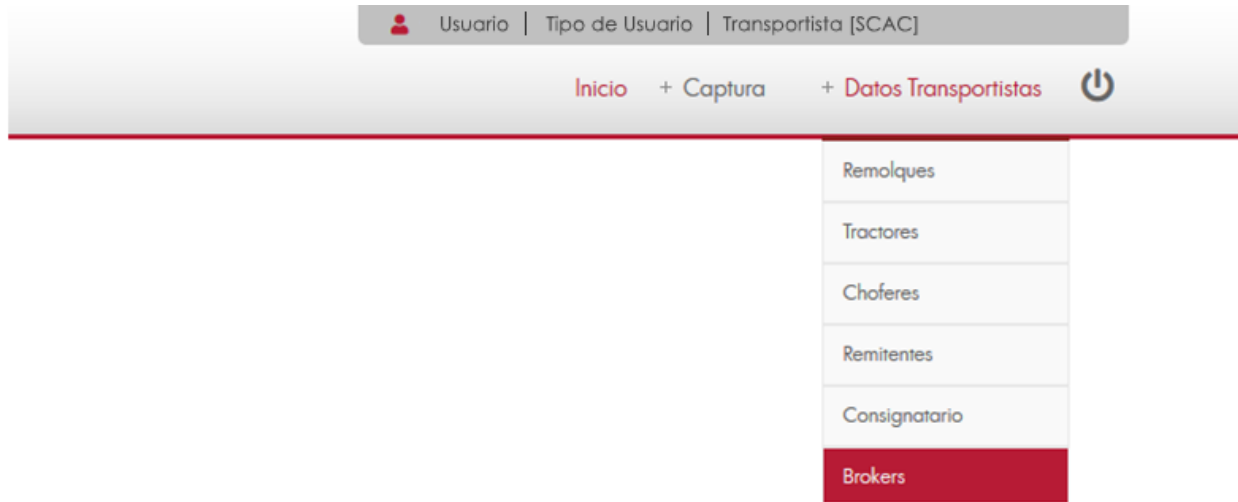 Usuario | Tipo de Usuario | Transportista [SCAC]
Inicio + Captura + Datos Transportistas
Remolques
Tractores
Choferes
Remitentes
Consignatario
Brokers